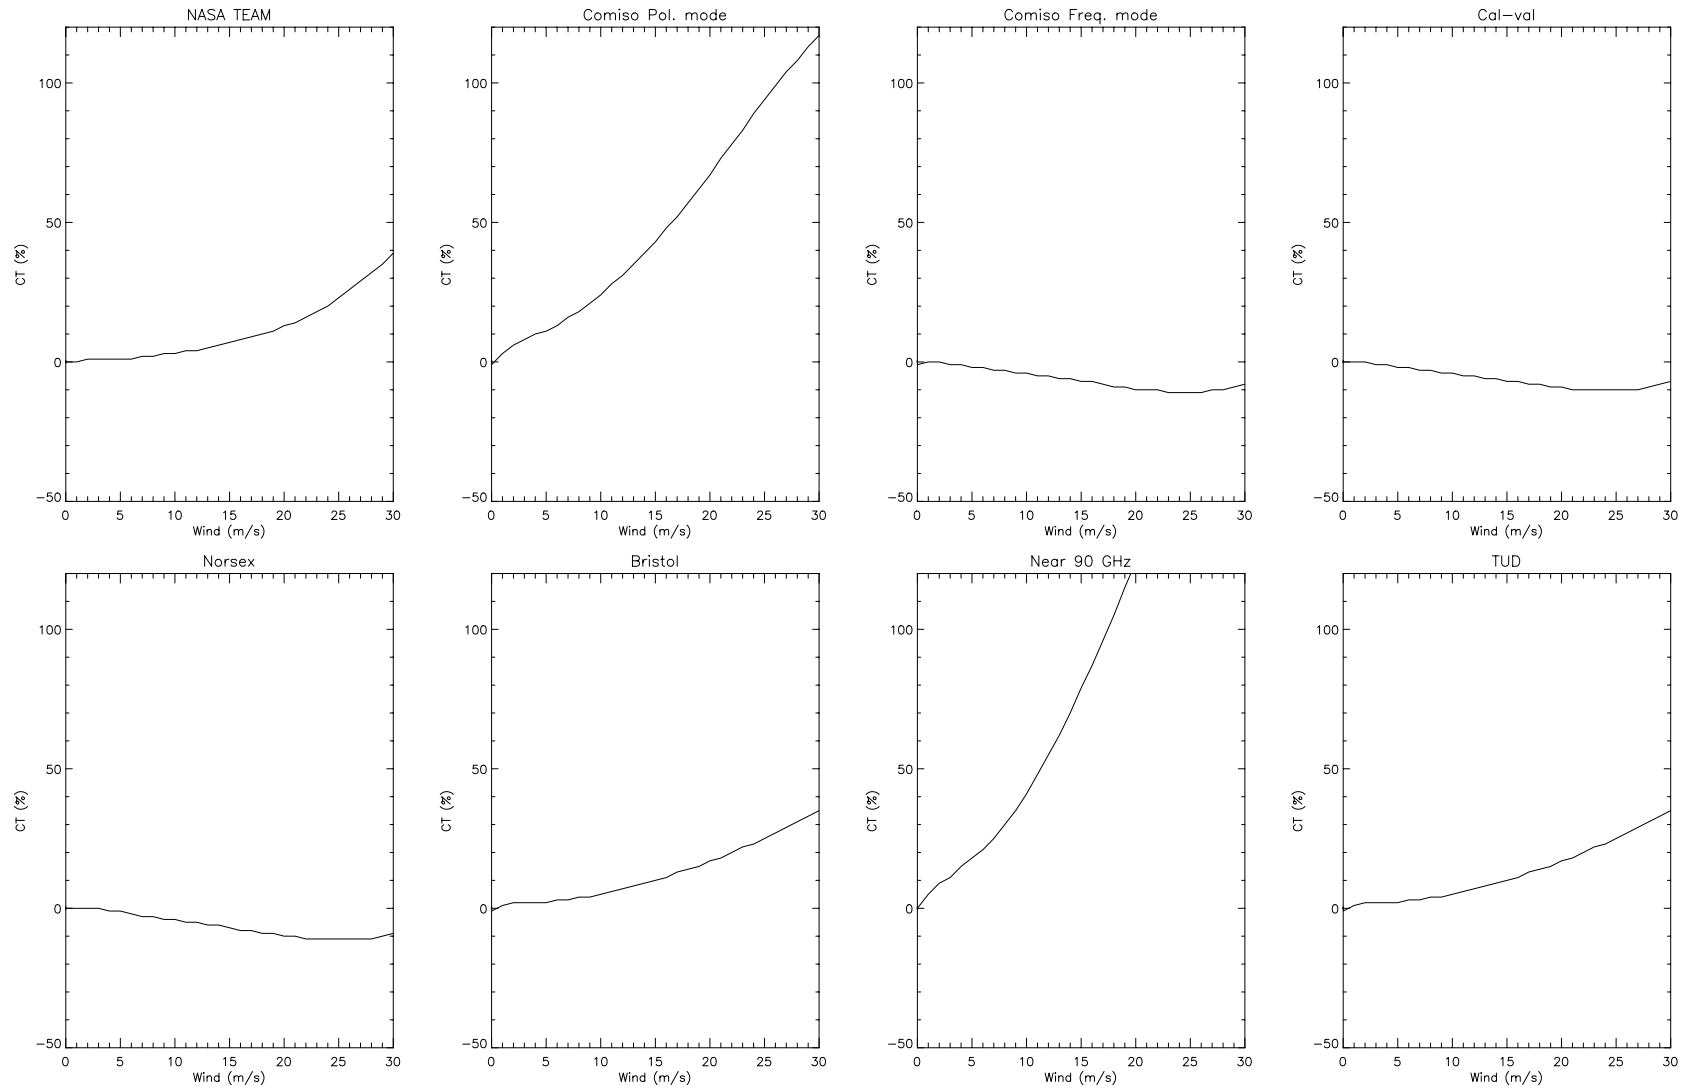 NASA TEAM
100
50
0
-50
CT (%)
0 5 10 15 20 25 30
Wind (m/s)
Comiso Pol. mode
100
50
0
-50
CT (%)
0 5 10 15 20 25 30
Wind (m/s)
Comiso Freq. mode
100
50
0
-50
CT (%)
0 5 10 15 20 25 30
Wind (m/s)
Cal-val
100
50
0
-50
CT (%)
0 5 10 15 20 25 30
Wind (m/s)
Norsex
100
50
0
-50
CT (%)
0 5 10 15 20 25 30
Wind (m/s)
Bristol
100
50
0
-50
CT (%)
0 5 10 15 20 25 30
Wind (m/s)
Near 90 GHz
100
50
0
-50
CT (%)
0 5 10 15 20 25 30
Wind (m/s)
TUD
100
50
0
-50
CT (%)
0 5 10 15 20 25 30
Wind (m/s)